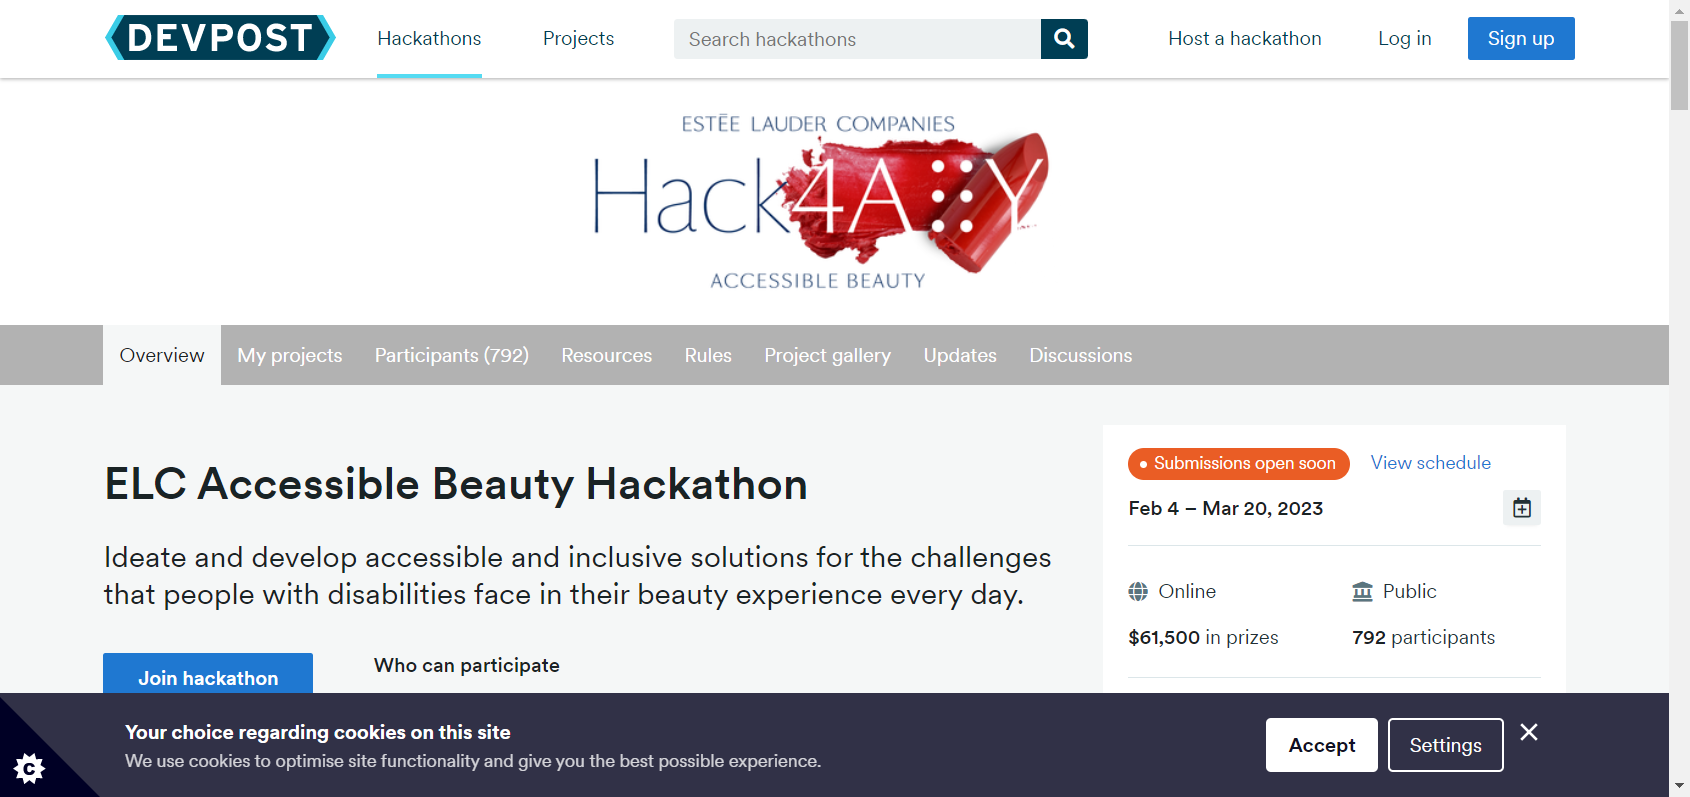 DEVPOST
Hackathons
Projects
Search hackathons
Host a hackathon
Log in
Sign up
ESTĒE LAUDER COMPANIES
Hack4A⠿Y
ACCESSIBLE BEAUTY
Overview
My projects
Participants (792)
Resources
Rules
Project gallery
Updates
Discussions
ELC Accessible Beauty Hackathon
Ideate and develop accessible and inclusive solutions for the challenges
that people with disabilities face in their beauty experience every day.
Join hackathon
Who can participate
Submissions open soon
View schedule
Feb 4 – Mar 20, 2023
Online
Public
$61,500 in prizes
792 participants
Your choice regarding cookies on this site
We use cookies to optimise site functionality and give you the best possible experience.
Accept
Settings
C